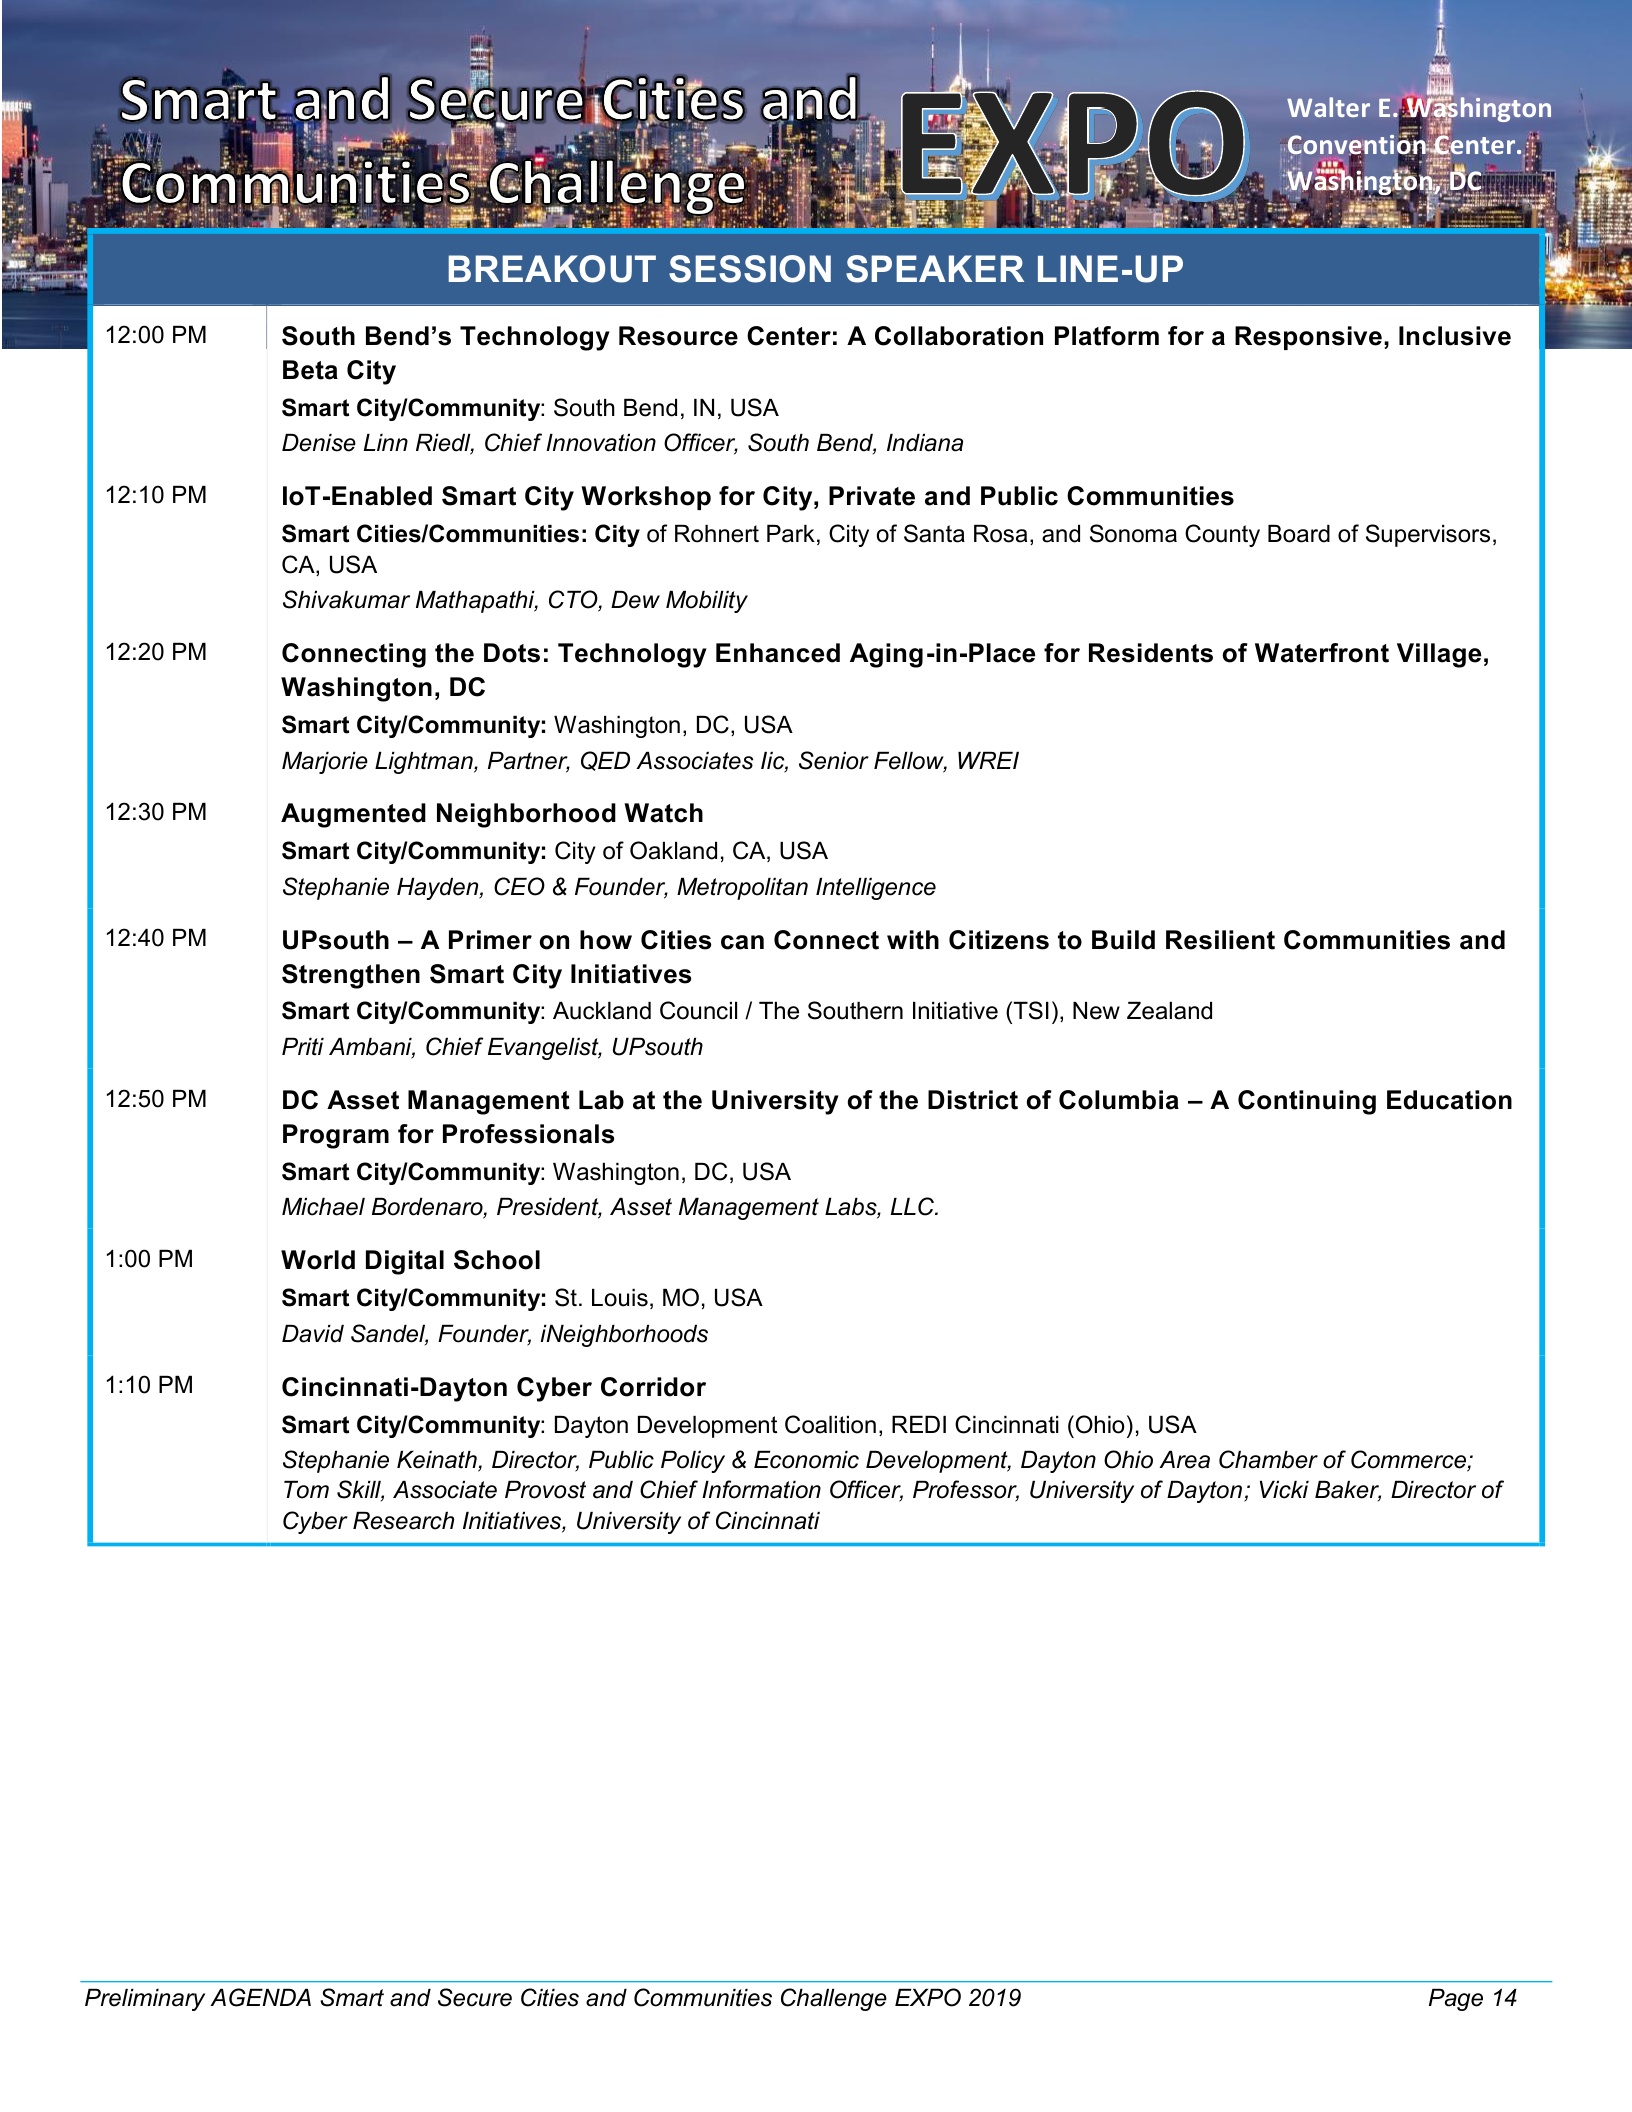 Smart and Secure Cities and
Communities Challenge
EXPO
Walter E. Washington
Convention Center.
Washington, DC
BREAKOUT SESSION SPEAKER LINE-UP
12:00 PM
South Bend’s Technology Resource Center: A Collaboration Platform for a Responsive, Inclusive
Beta City
Smart City/Community: South Bend, IN, USA
Denise Linn Riedl, Chief Innovation Officer, South Bend, Indiana
12:10 PM
IoT-Enabled Smart City Workshop for City, Private and Public Communities
Smart Cities/Communities: City of Rohnert Park, City of Santa Rosa, and Sonoma County Board of Supervisors,
CA, USA
Shivakumar Mathapathi, CTO, Dew Mobility
12:20 PM
Connecting the Dots: Technology Enhanced Aging-in-Place for Residents of Waterfront Village,
Washington, DC
Smart City/Community: Washington, DC, USA
Marjorie Lightman, Partner, QED Associates lic, Senior Fellow, WREI
12:30 PM
Augmented Neighborhood Watch
Smart City/Community: City of Oakland, CA, USA
Stephanie Hayden, CEO & Founder, Metropolitan Intelligence
12:40 PM
UPsouth – A Primer on how Cities can Connect with Citizens to Build Resilient Communities and
Strengthen Smart City Initiatives
Smart City/Community: Auckland Council / The Southern Initiative (TSI), New Zealand
Priti Ambani, Chief Evangelist, UPsouth
12:50 PM
DC Asset Management Lab at the University of the District of Columbia – A Continuing Education
Program for Professionals
Smart City/Community: Washington, DC, USA
Michael Bordenaro, President, Asset Management Labs, LLC.
1:00 PM
World Digital School
Smart City/Community: St. Louis, MO, USA
David Sandel, Founder, iNeighborhoods
1:10 PM
Cincinnati-Dayton Cyber Corridor
Smart City/Community: Dayton Development Coalition, REDI Cincinnati (Ohio), USA
Stephanie Keinath, Director, Public Policy & Economic Development, Dayton Ohio Area Chamber of Commerce;
Tom Skill, Associate Provost and Chief Information Officer, Professor, University of Dayton; Vicki Baker, Director of
Cyber Research Initiatives, University of Cincinnati
Preliminary AGENDA Smart and Secure Cities and Communities Challenge EXPO 2019
Page 14